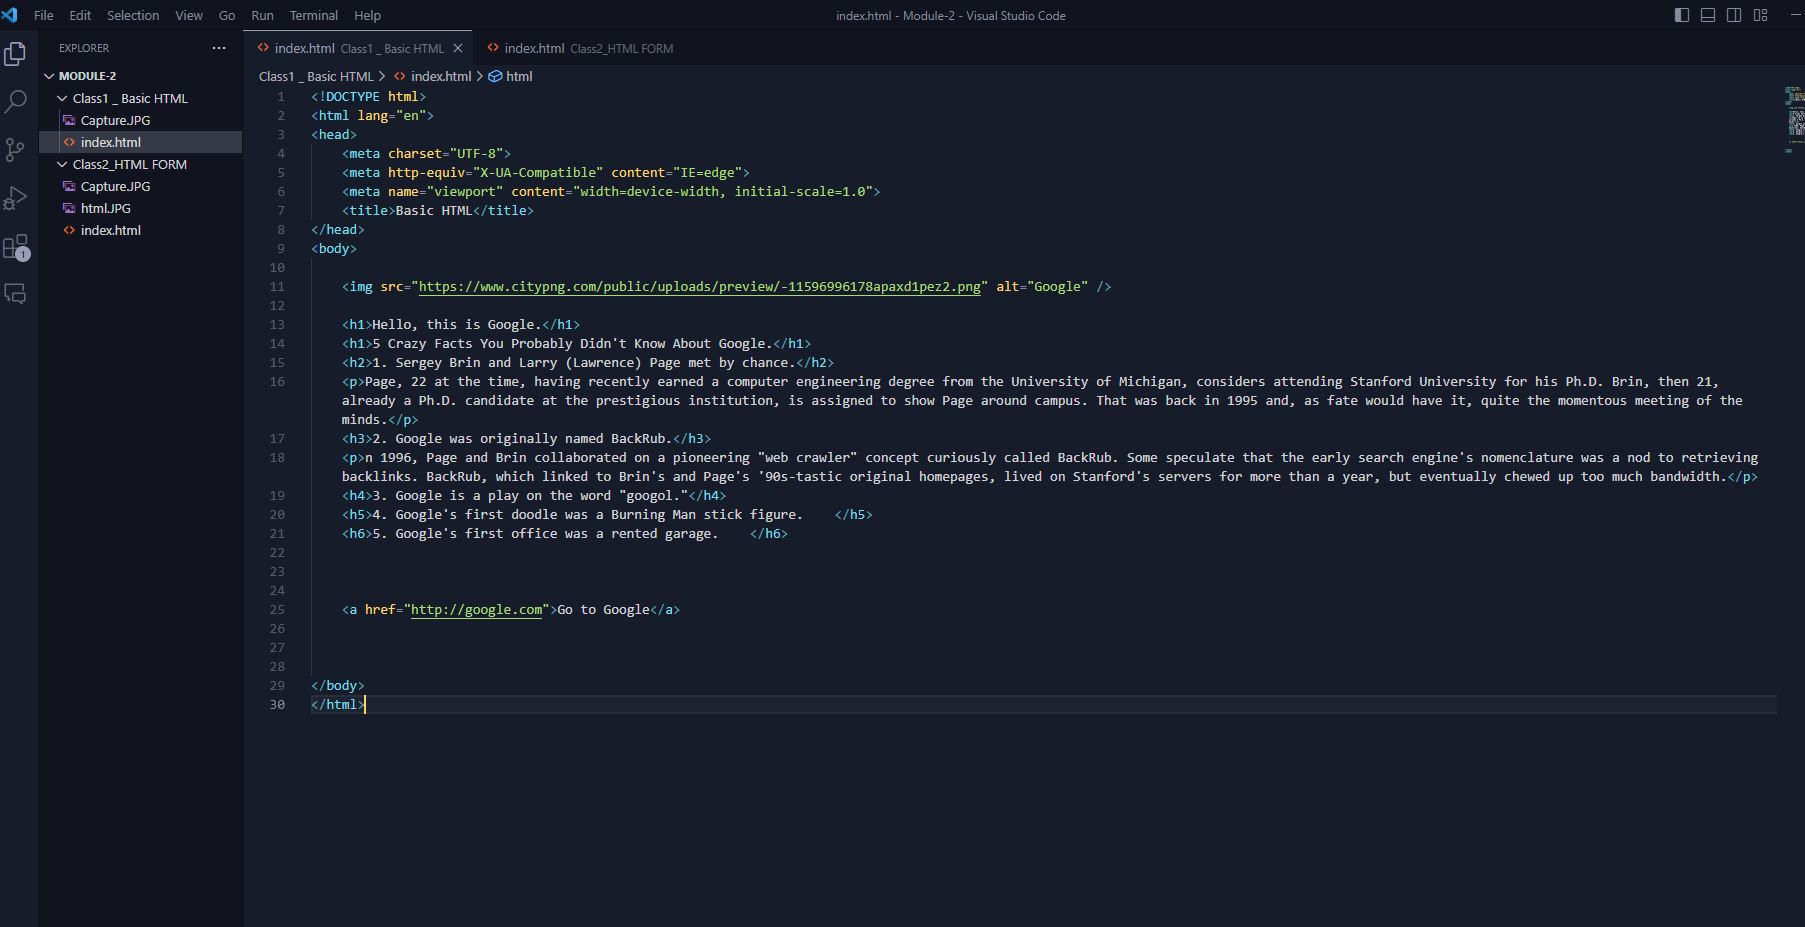 File Edit Selection View Go Run Terminal Help
index.html - Module-2 - Visual Studio Code
EXPLORER ...
MODULE-2
Class1 _ Basic HTML
Capture.JPG
index.html
Class2_HTML FORM
Capture.JPG
html.JPG
index.html
1
index.html Class1 _ Basic HTML
index.html Class2_HTML FORM
Class1 _ Basic HTML > index.html > html
1 <!DOCTYPE html>
2 <html lang="en">
3 <head>
4 <meta charset="UTF-8">
5 <meta http-equiv="X-UA-Compatible" content="IE=edge">
6 <meta name="viewport" content="width=device-width, initial-scale=1.0">
7 <title>Basic HTML</title>
8 </head>
9 <body>
10
11 <img src="https://www.citypng.com/public/uploads/preview/-11596996178apaxd1pez2.png" alt="Google" />
12
13 <h1>Hello, this is Google.</h1>
14 <h1>5 Crazy Facts You Probably Didn't Know About Google.</h1>
15 <h2>1. Sergey Brin and Larry (Lawrence) Page met by chance.</h2>
16 <p>Page, 22 at the time, having recently earned a computer engineering degree from the University of Michigan, considers attending Stanford University for his Ph.D. Brin, then 21,
already a Ph.D. candidate at the prestigious institution, is assigned to show Page around campus. That was back in 1995 and, as fate would have it, quite the momentous meeting of the
minds.</p>
17 <h3>2. Google was originally named BackRub.</h3>
18 <p>n 1996, Page and Brin collaborated on a pioneering "web crawler" concept curiously called BackRub. Some speculate that the early search engine's nomenclature was a nod to retrieving
backlinks. BackRub, which linked to Brin's and Page's '90s-tastic original homepages, lived on Stanford's servers for more than a year, but eventually chewed up too much bandwidth.</p>
19 <h4>3. Google is a play on the word "googol."</h4>
20 <h5>4. Google's first doodle was a Burning Man stick figure.    </h5>
21 <h6>5. Google's first office was a rented garage.    </h6>
22
23
24
25 <a href="http://google.com">Go to Google</a>
26
27
28
29 </body>
30 </html>